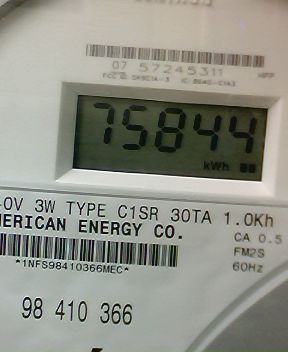 07 57245311
75844
kWh
0V 3W TYPE C1SR 30TA 1.0Kh
MERICAN ENERGY CO.
CA 0.5
FM2S
60Hz
*1NFS98410366MEC*
98 410 366